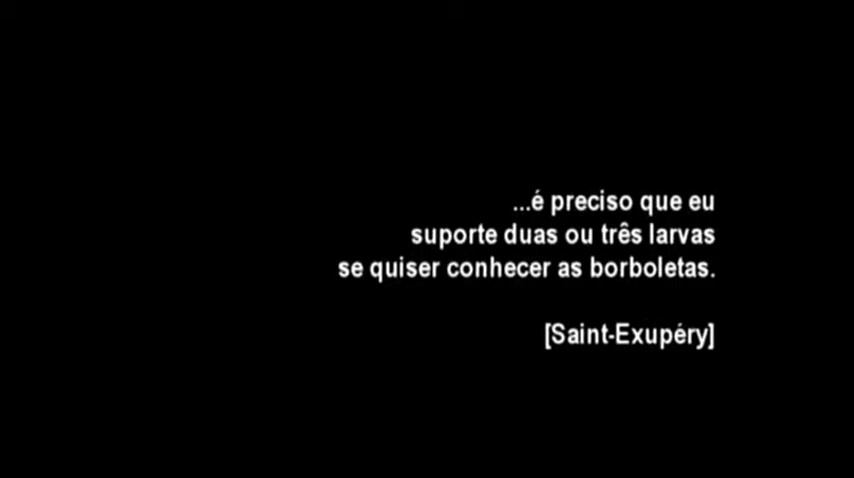 ...é preciso que eu
suporte duas ou três larvas
se quiser conhecer as borboletas.
[Saint-Exupéry]